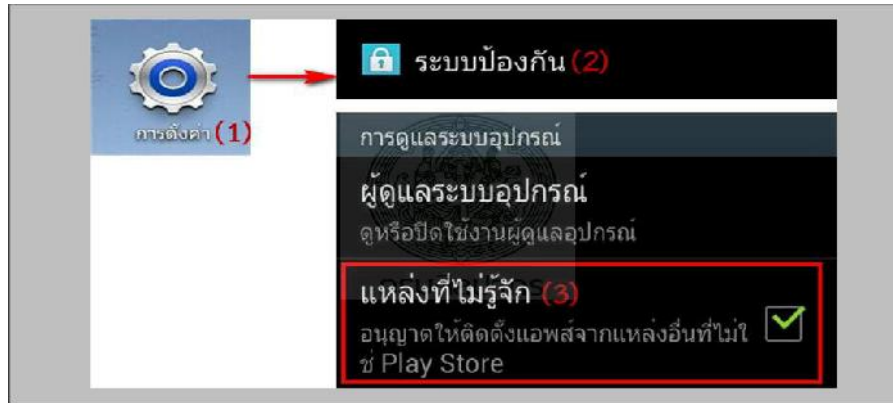 การตั้งค่า (1)
ระบบป้องกัน (2)
การดูแลระบบอุปกรณ์
ผู้ดูแลระบบอุปกรณ์
ดูหรือปิดใช้งานผู้ดูแลอุปกรณ์
แหล่งที่ไม่รู้จัก (3)
อนุญาตให้ติดตั้งแอพส์จากแหล่งอื่นที่ไม่ใ
ช่ Play Store